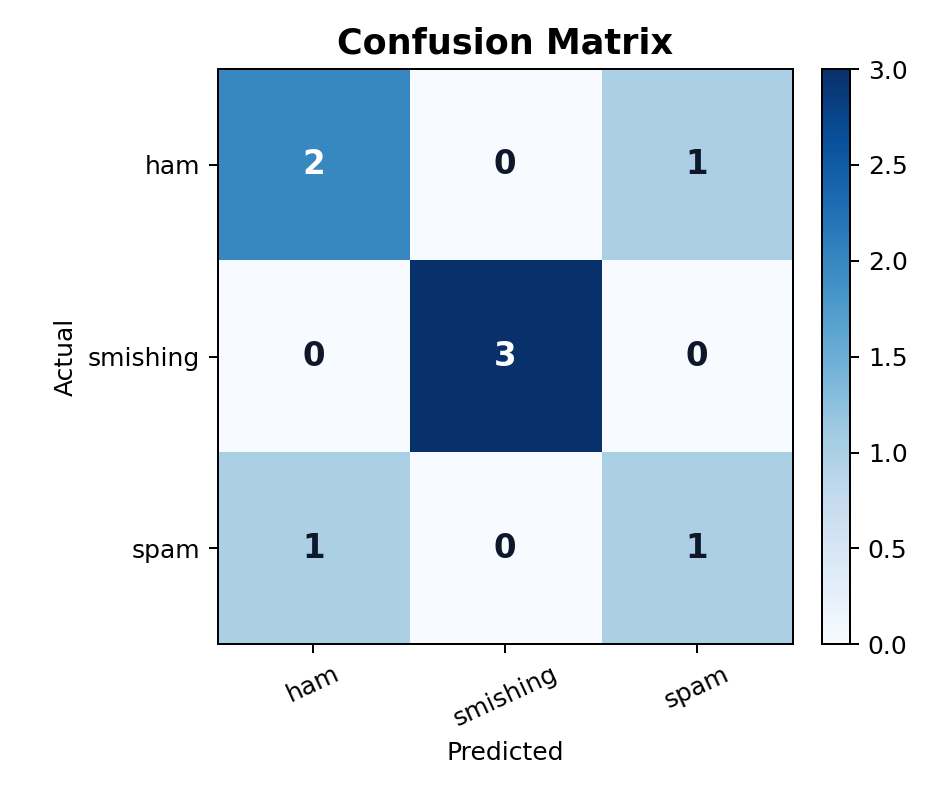 Confusion Matrix
3.0
ham 2 0 1
2.5
2.0
Actual
smishing 0 3 0
1.5
1.0
spam 1 0 1
0.5
0.0
ham smishing spam
Predicted